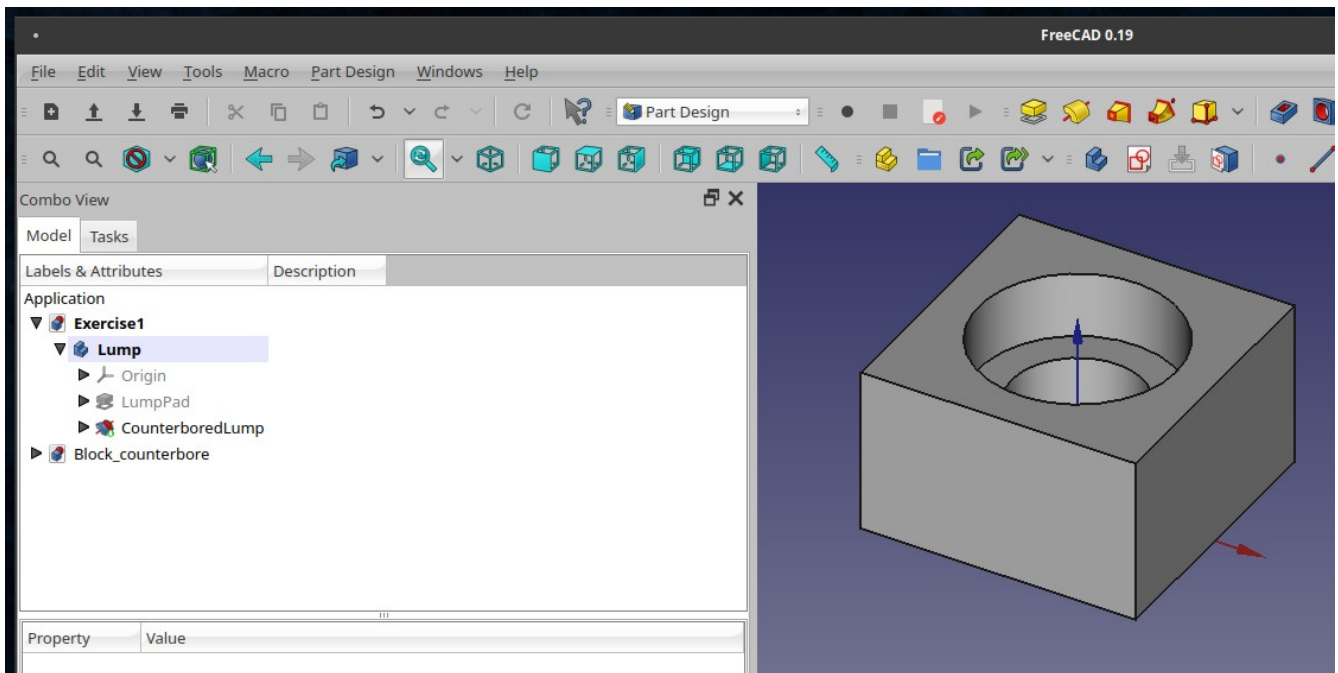 FreeCAD 0.19
File Edit View Tools Macro Part Design Windows Help
Part Design
Combo View
Model Tasks
Labels & Attributes Description
Application
Exercise1
Lump
Origin
LumpPad
CounterboredLump
Block_counterbore
Property Value